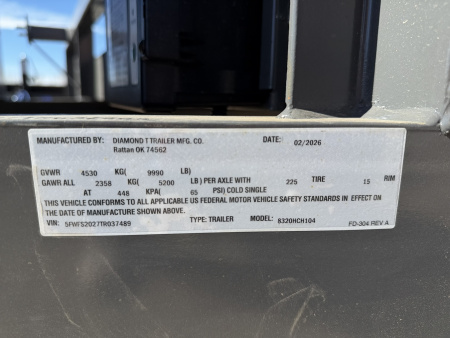 MANUFACTURED BY: DIAMOND T TRAILER MFG. CO. DATE: 02/2026
Rattan OK 74562
GVWR 4530 KG( 9990 LB)
GAWR ALL 2358 KG( 5200 LB) PER AXLE WITH 225 TIRE 15 RIM
AT 448 KPA( 65 PSI) COLD SINGLE
THIS VEHICLE CONFORMS TO ALL APPLICABLE US FEDERAL MOTOR VEHICLE SAFETY STANDARDS IN EFFECT ON
THE DATE OF MANUFACTURE SHOWN ABOVE.
VIN: 5FWFS2027TR037489 TYPE: TRAILER MODEL: 8320HCH104
FD-304 REV A